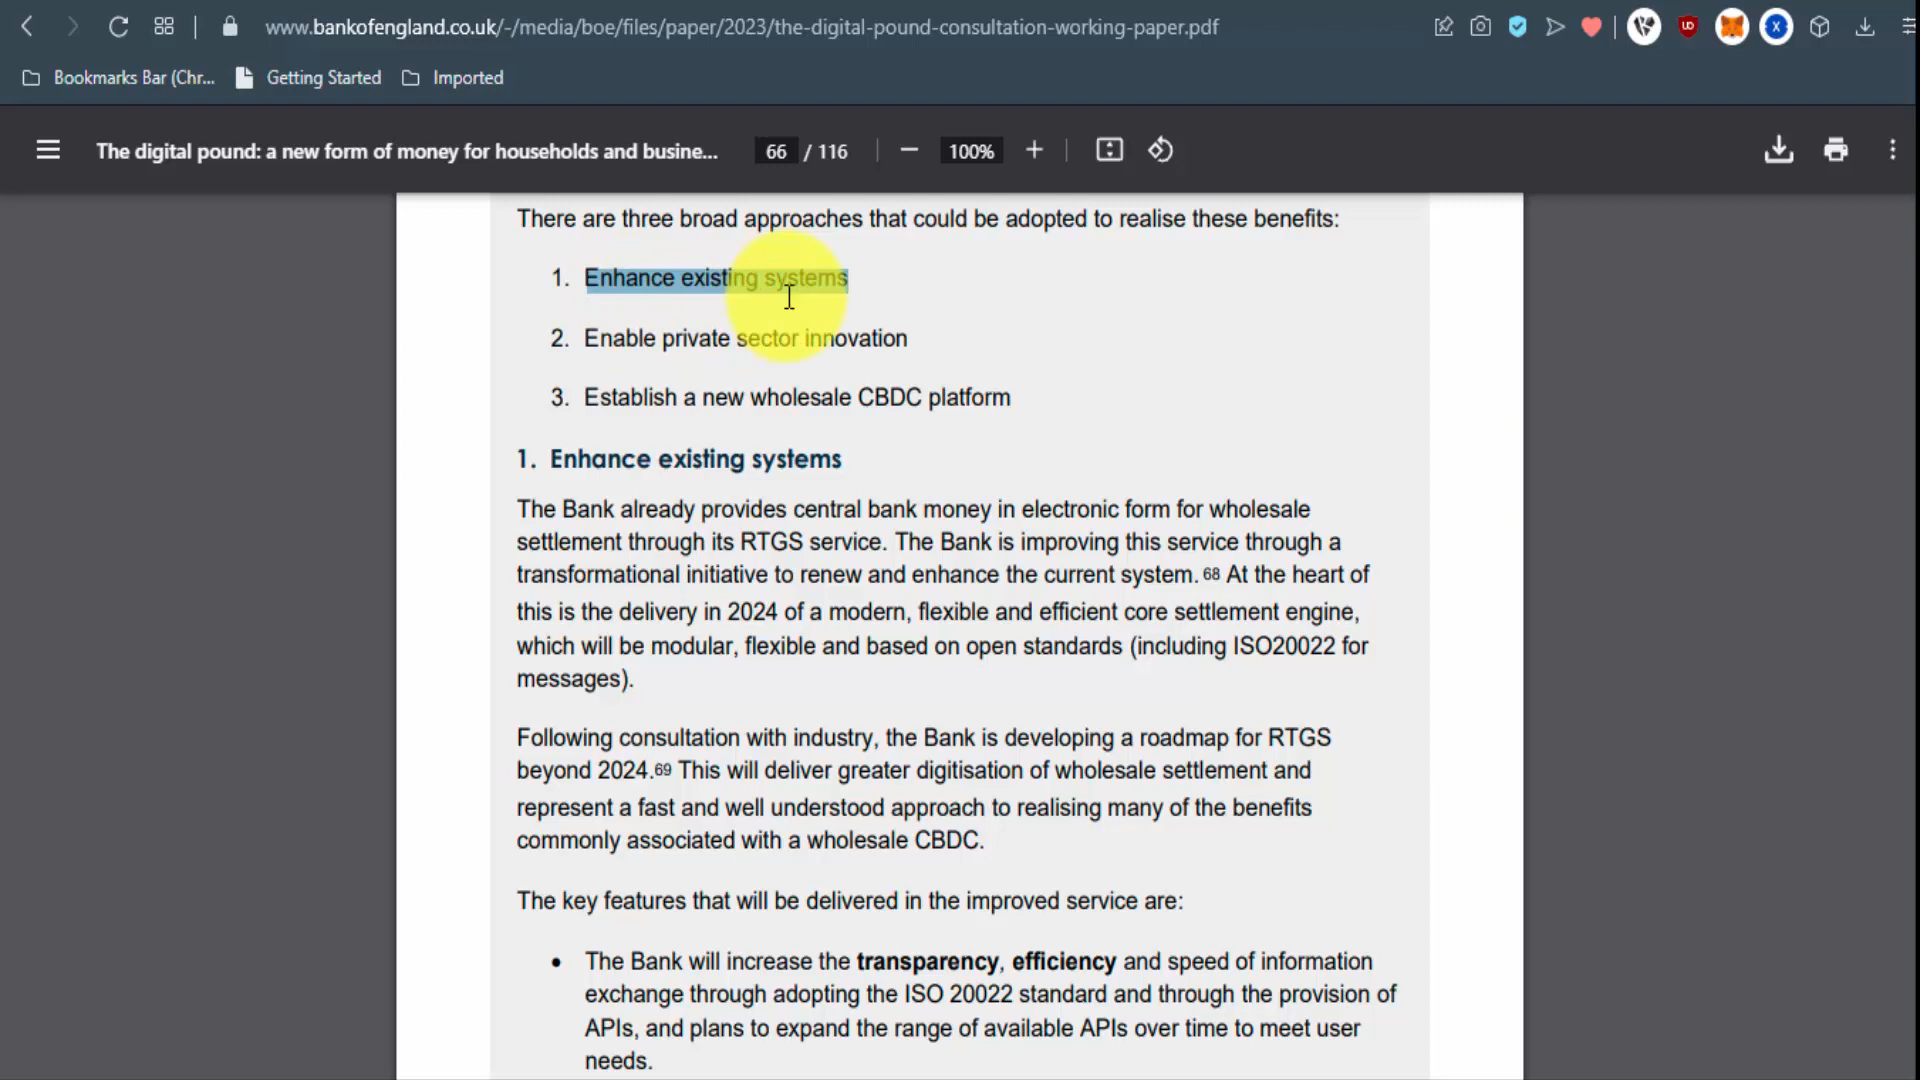 www.bankofengland.co.uk/-/media/boe/files/paper/2023/the-digital-pound-consultation-working-paper.pdf
Bookmarks Bar (Chr... Getting Started Imported
The digital pound: a new form of money for households and busine... 66 / 116 100%
There are three broad approaches that could be adopted to realise these benefits:
1. Enhance existing systems
2. Enable private sector innovation
3. Establish a new wholesale CBDC platform
1. Enhance existing systems
The Bank already provides central bank money in electronic form for wholesale
settlement through its RTGS service. The Bank is improving this service through a
transformational initiative to renew and enhance the current system. 68 At the heart of
this is the delivery in 2024 of a modern, flexible and efficient core settlement engine,
which will be modular, flexible and based on open standards (including ISO20022 for
messages).
Following consultation with industry, the Bank is developing a roadmap for RTGS
beyond 2024.69 This will deliver greater digitisation of wholesale settlement and
represent a fast and well understood approach to realising many of the benefits
commonly associated with a wholesale CBDC.
The key features that will be delivered in the improved service are:
• The Bank will increase the transparency, efficiency and speed of information
exchange through adopting the ISO 20022 standard and through the provision of
APIs, and plans to expand the range of available APIs over time to meet user
needs.